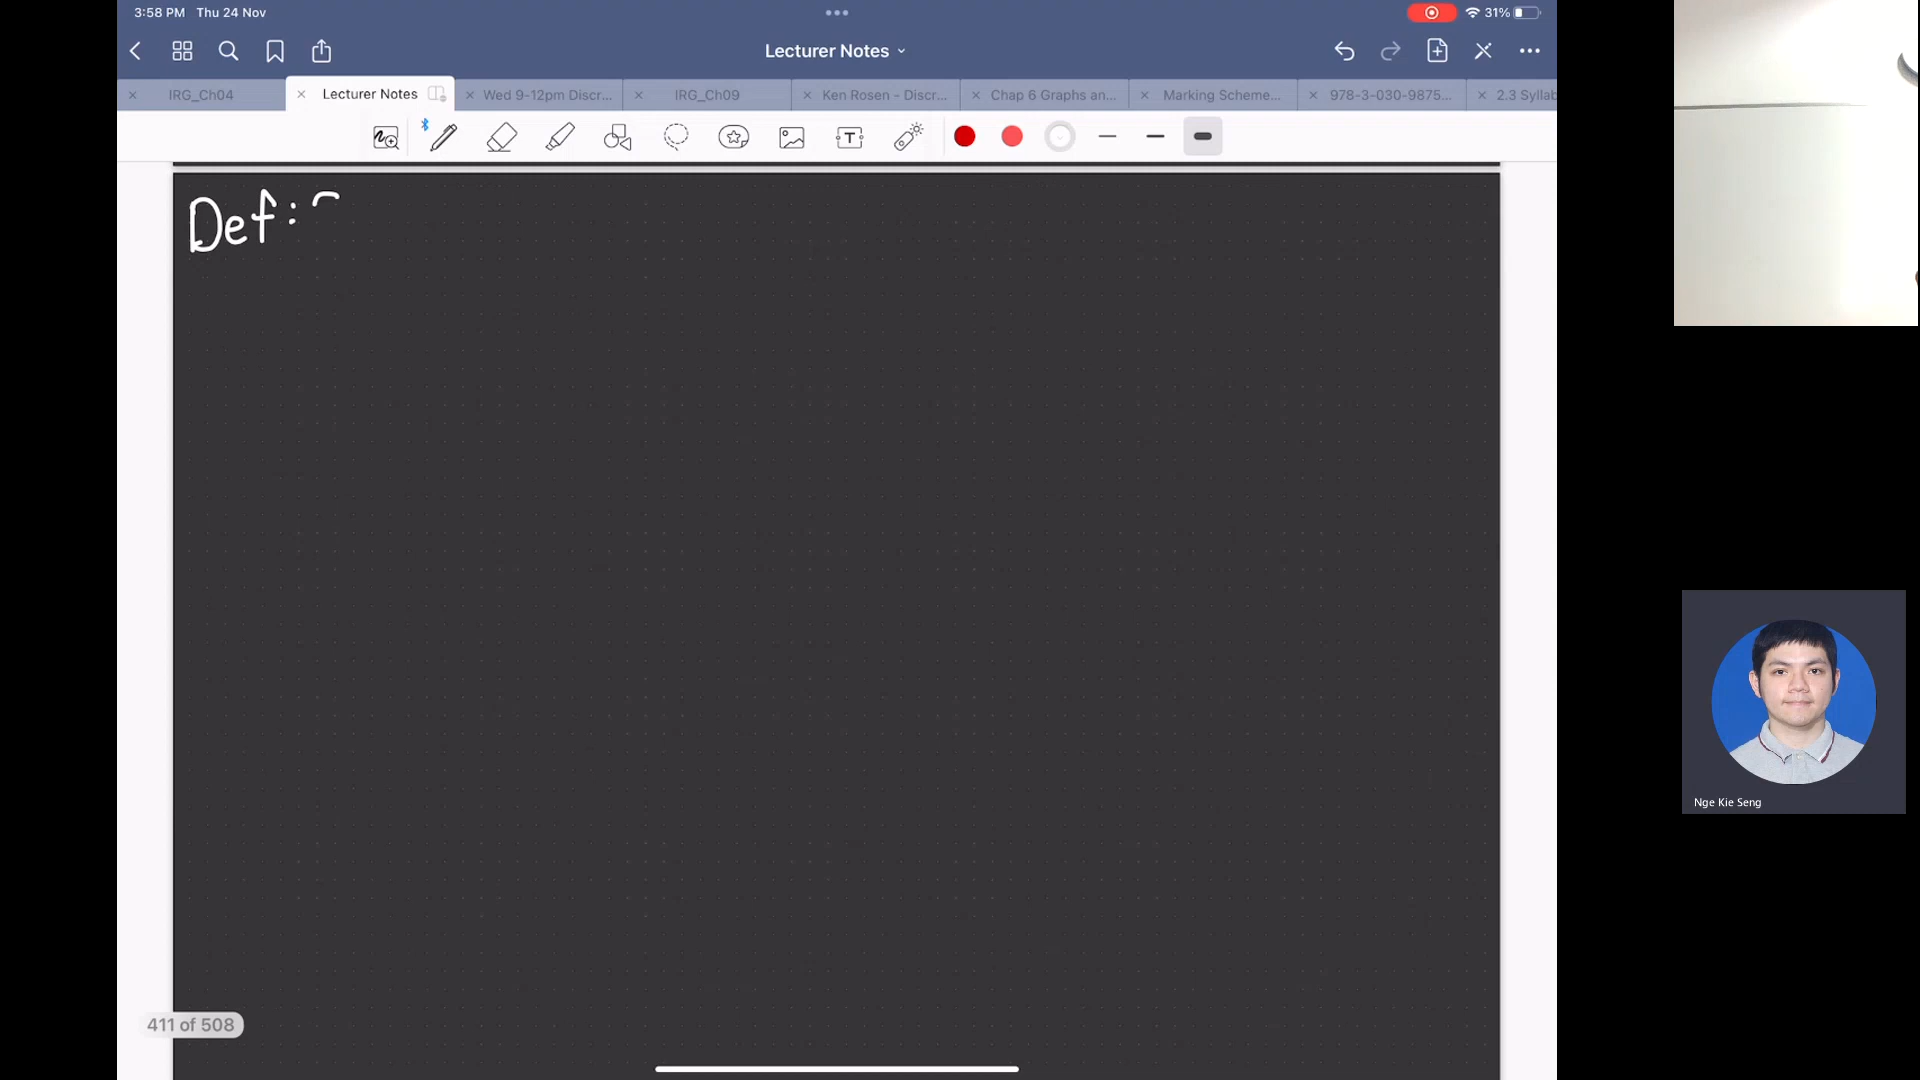 3:58 PM Thu 24 Nov
31%
Lecturer Notes
IRG_Ch04
Lecturer Notes
Wed 9-12pm Discr...
IRG_Ch09
Ken Rosen – Discr...
Chap 6 Graphs an...
Marking Scheme...
978-3-030-9875...
2.3 Syllab
T
Def:
411 of 508
Nge Kie Seng